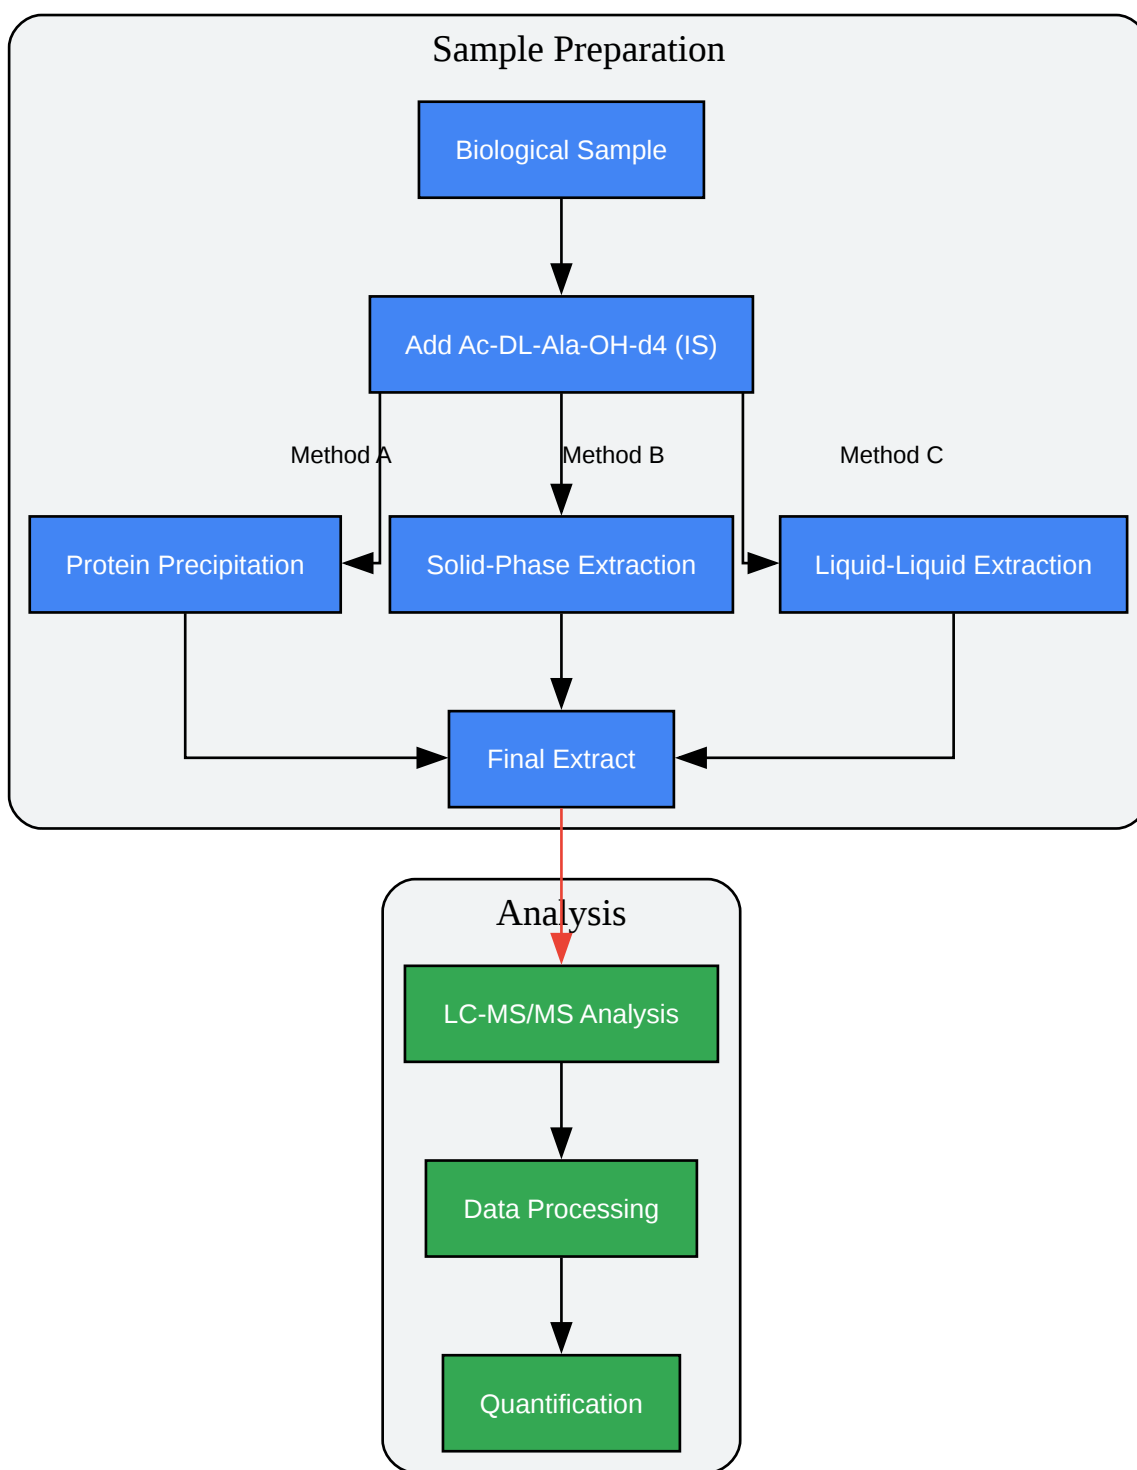 Sample Preparation
Biological Sample
Add Ac-DL-Ala-OH-d4 (IS)
Method A
Method B
Method C
Protein Precipitation
Solid-Phase Extraction
Liquid-Liquid Extraction
Final Extract
Analysis
LC-MS/MS Analysis
Data Processing
Quantification